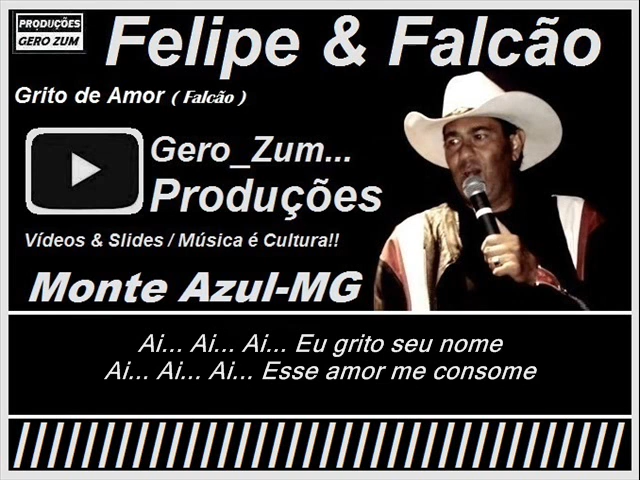 PRODUÇÕES
GERO ZUM
Felipe & Falcão
Grito de Amor ( Falcão )
Gero_Zum...
Produções
Vídeos & Slides / Música é Cultura!!
Monte Azul-MG
Ai... Ai... Ai... Eu grito seu nome
Ai... Ai... Ai... Esse amor me consome